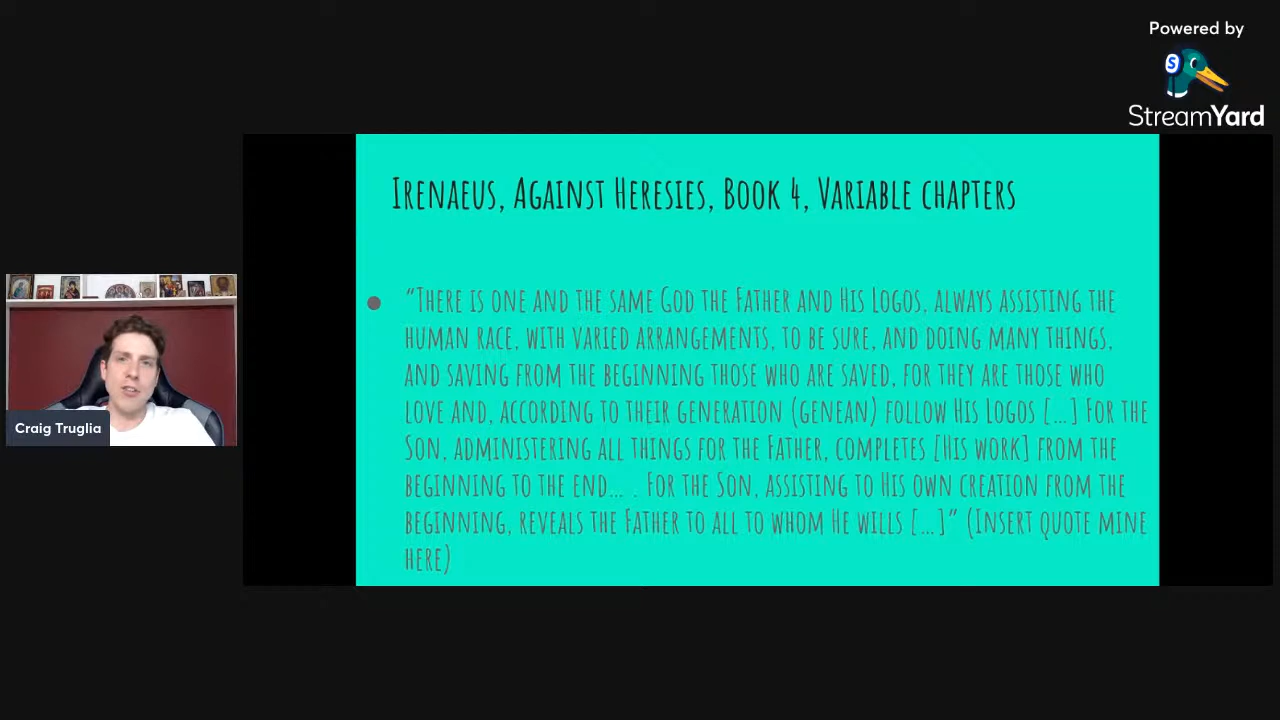 Powered by
S
StreamYard
Irenaeus, Against Heresies, Book 4, Variable chapters
“There is one and the same God the Father and His Logos, always assisting the
human race, with varied arrangements, to be sure, and doing many things,
and saving from the beginning those who are saved, for they are those who
love and, according to their generation (genean) follow His Logos [...] For the
Son, administering all things for the Father, completes [His work] from the
beginning to the end... . For the Son, assisting to His own creation from the
beginning, reveals the Father to all to whom He wills [...]” (Insert quote mine
here)
Craig Truglia